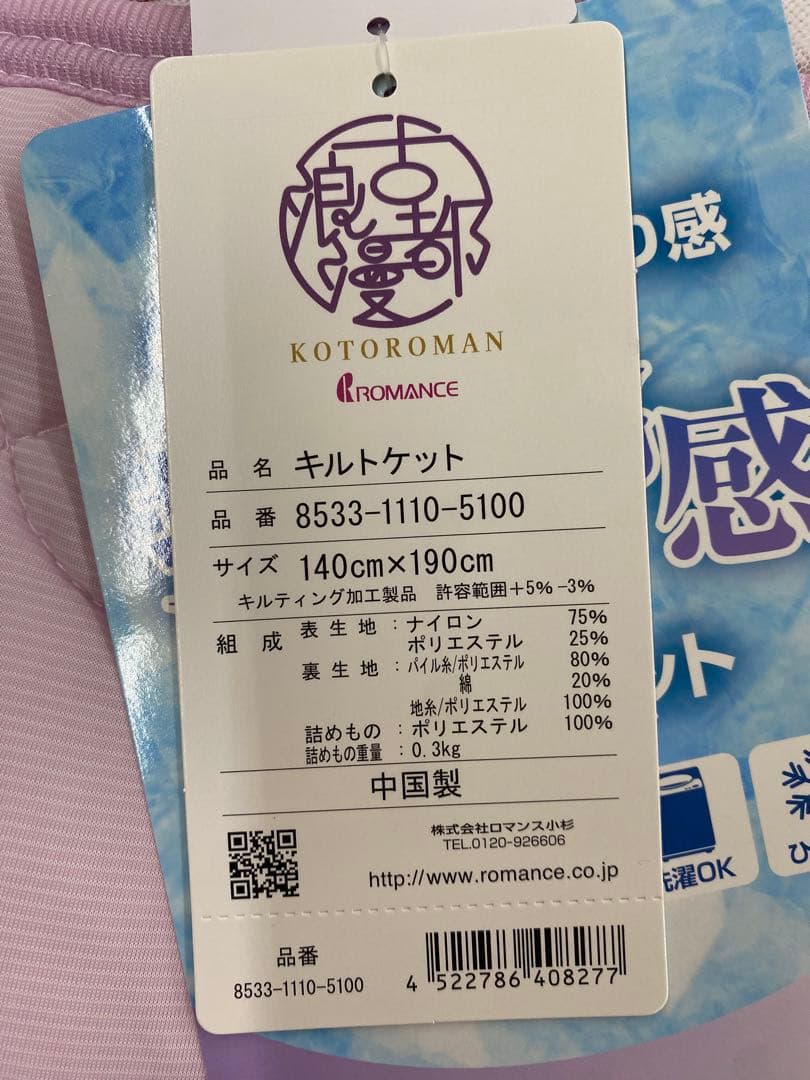 古都
浪漫
KOTOROMAN
ROMANCE
品名 キルトケット
品番 8533-1110-5100
サイズ 140cm×190cm
キルティング加工製品 許容範囲+5%-3%
組成 表生地：ナイロン 75%
ポリエステル 25%
裏生地：パイル糸/ポリエステル 80%
綿 20%
地糸/ポリエステル 100%
詰めもの：ポリエステル 100%
詰めもの重量：0.3kg
中国製
株式会社ロマンス小杉
TEL.0120-926606
http://www.romance.co.jp
品番
8533-1110-5100
4 522786 408277
感
感
ット
洗濯OK